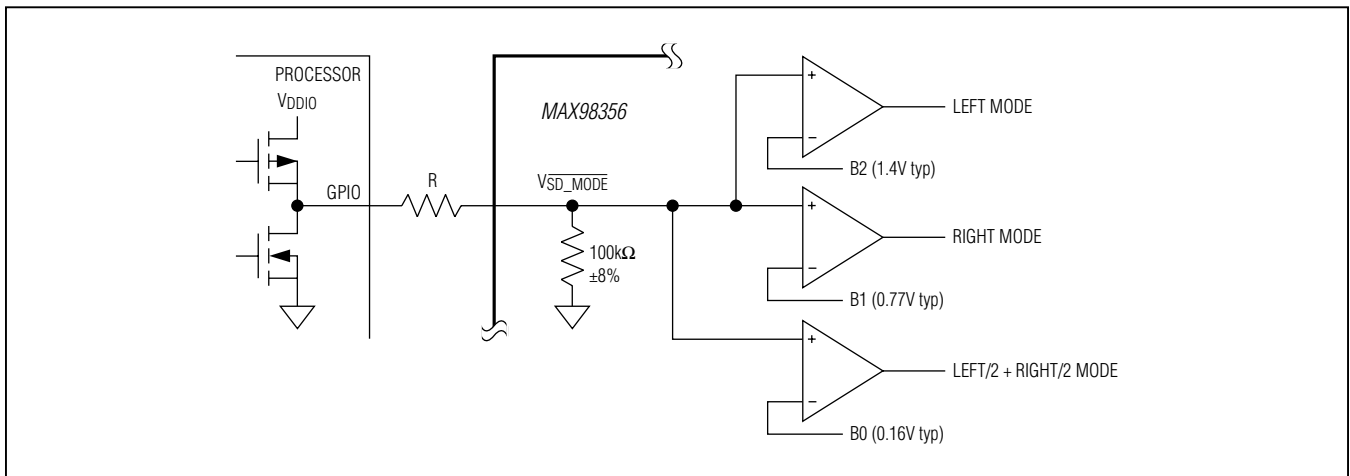 PROCESSOR
VDDIO
GPIO
R
MAX98356
VSD_MODE
100kΩ
±8%
+
−
LEFT MODE
B2 (1.4V typ)
+
−
RIGHT MODE
B1 (0.77V typ)
+
−
LEFT/2 + RIGHT/2 MODE
B0 (0.16V typ)